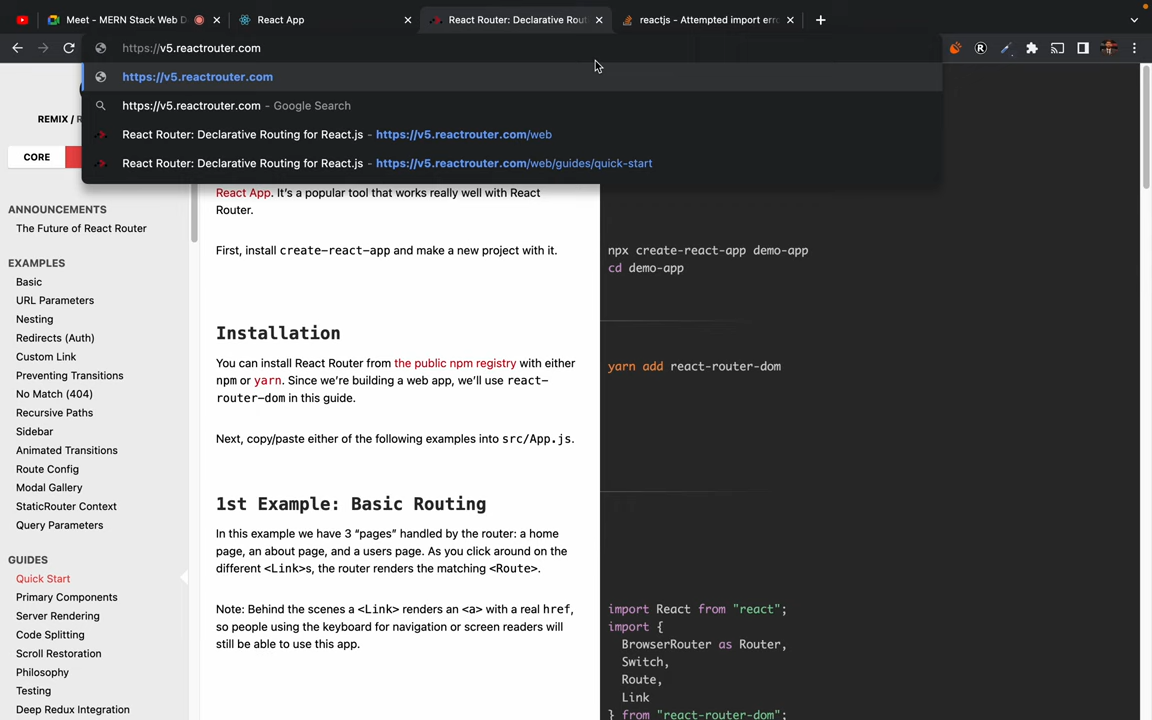 Meet - MERN Stack Web D
React App
React Router: Declarative Rout
reactjs - Attempted import erro
https://v5.reactrouter.com
https://v5.reactrouter.com
https://v5.reactrouter.com - Google Search
React Router: Declarative Routing for React.js - https://v5.reactrouter.com/web
React Router: Declarative Routing for React.js - https://v5.reactrouter.com/web/guides/quick-start
REMIX / R
CORE
ANNOUNCEMENTS
The Future of React Router
EXAMPLES
Basic
URL Parameters
Nesting
Redirects (Auth)
Custom Link
Preventing Transitions
No Match (404)
Recursive Paths
Sidebar
Animated Transitions
Route Config
Modal Gallery
StaticRouter Context
Query Parameters
GUIDES
Quick Start
Primary Components
Server Rendering
Code Splitting
Scroll Restoration
Philosophy
Testing
Deep Redux Integration
React App. It's a popular tool that works really well with React
Router.
First, install create-react-app and make a new project with it.
Installation
You can install React Router from the public npm registry with either
npm or yarn. Since we're building a web app, we'll use react-
router-dom in this guide.
Next, copy/paste either of the following examples into src/App.js.
1st Example: Basic Routing
In this example we have 3 "pages" handled by the router: a home
page, an about page, and a users page. As you click around on the
different <Link>s, the router renders the matching <Route>.
Note: Behind the scenes a <Link> renders an <a> with a real href,
so people using the keyboard for navigation or screen readers will
still be able to use this app.
npx create-react-app demo-app
cd demo-app
yarn add react-router-dom
import React from "react";
import {
BrowserRouter as Router,
Switch,
Route,
Link
} from "react-router-dom";